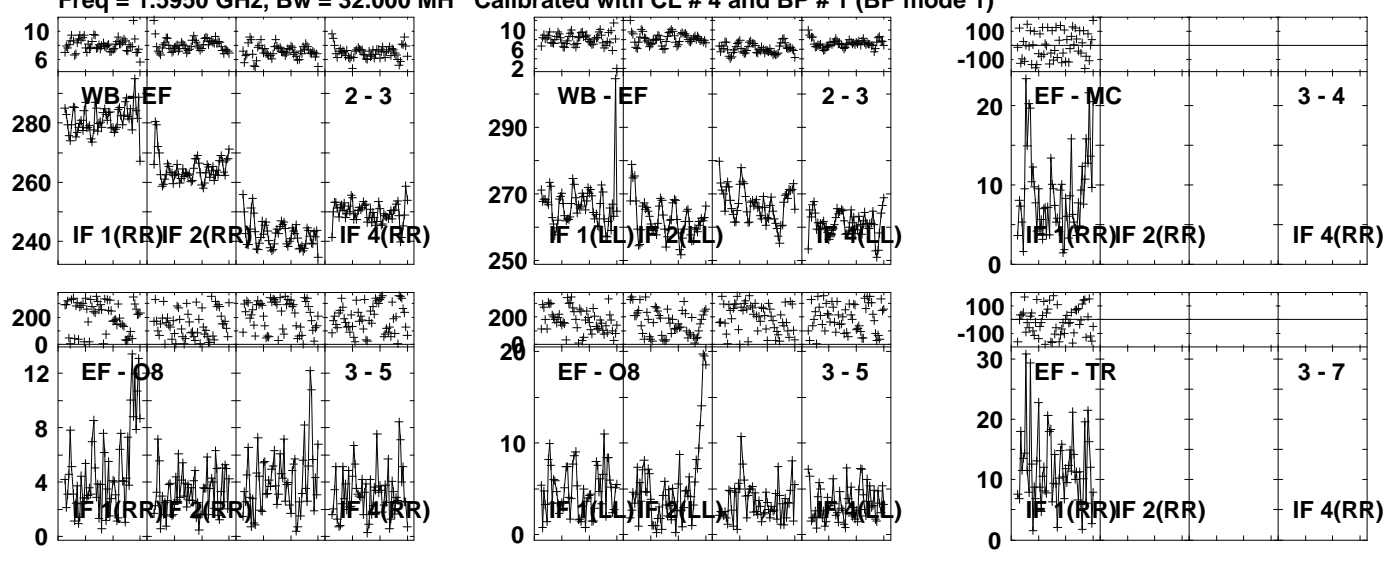 Freq = 1.5950 GHz, Bw = 32.000 MH Calibrated with CL # 4 and BP # 1 (BP mode 1)
10
6
WB - EF 2 - 3
280
260
240
IF 1(RR) IF 2(RR) IF 4(RR)
10
6
2
WB - EF 2 - 3
290
270
250
IF 1(LL) IF 2(LL) IF 4(LL)
100
-100
EF - MC 3 - 4
20
10
0
IF 1(RR) IF 2(RR) IF 4(RR)
200
0
EF - O8 3 - 5
12
8
4
0
IF 1(RR) IF 2(RR) IF 4(RR)
200
0
20
EF - O8 3 - 5
10
0
IF 1(LL) IF 2(LL) IF 4(LL)
100
-100
30
EF - TR 3 - 7
20
10
0
IF 1(RR) IF 2(RR) IF 4(RR)